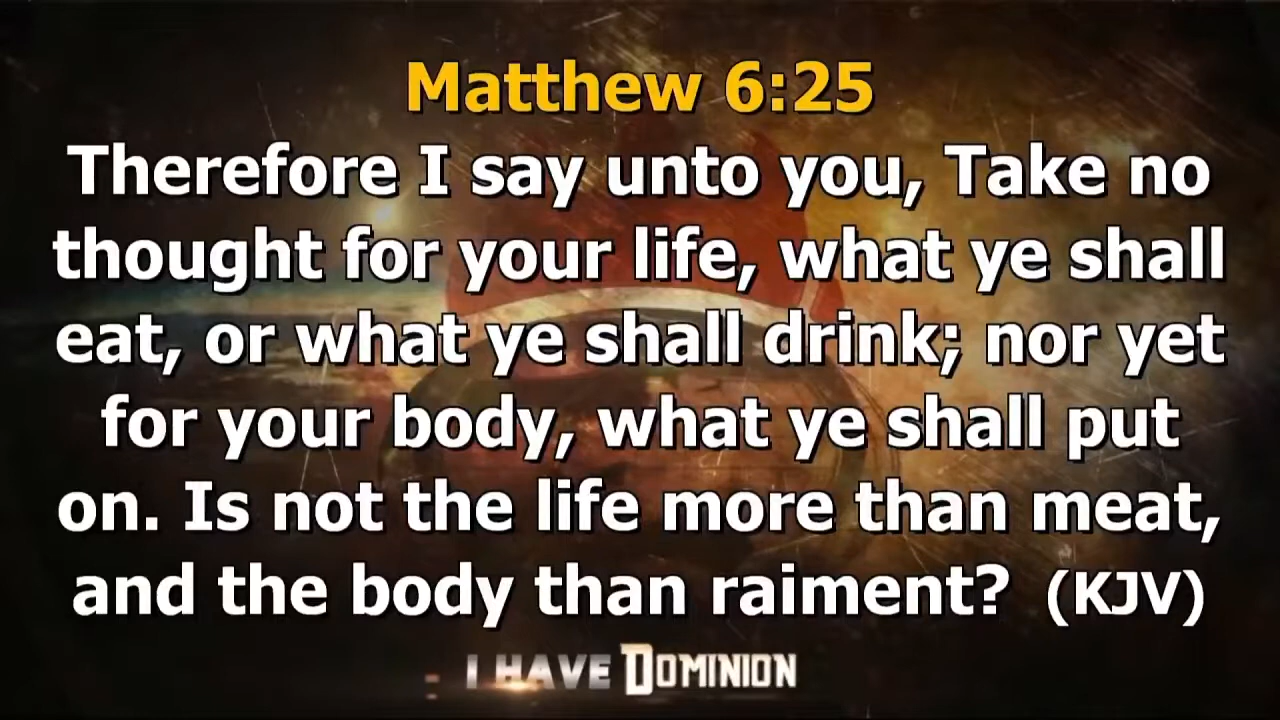 Matthew 6:25
Therefore I say unto you, Take no
thought for your life, what ye shall
eat, or what ye shall drink; nor yet
for your body, what ye shall put
on. Is not the life more than meat,
and the body than raiment? (KJV)
I HAVE DOMINION